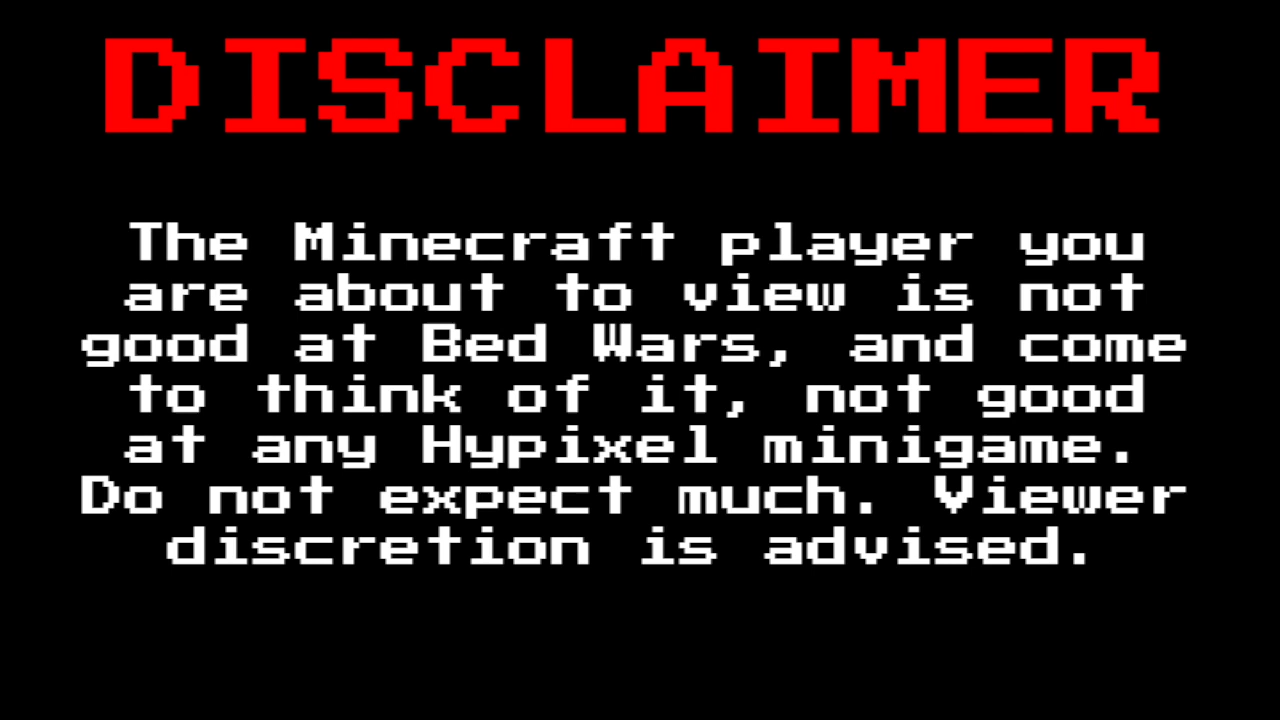 DISCLAIMER
The Minecraft player you
are about to view is not
good at Bed Wars, and come
to think of it, not good
at any Hypixel minigame.
Do not expect much. Viewer
discretion is advised.